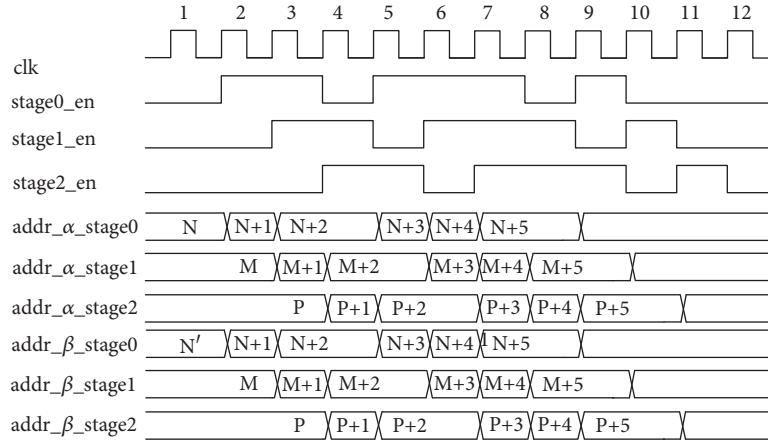 1 2 3 4 5 6 7 8 9 10 11 12
clk
stage0_en
stage1_en
stage2_en
addr_α_stage0 N N+1 N+2 N+3 N+4 N+5
addr_α_stage1 M M+1 M+2 M+3 M+4 M+5
addr_α_stage2 P P+1 P+2 P+3 P+4 P+5
addr_β_stage0 N′ N+1 N+2 N+3 N+4 1 N+5
addr_β_stage1 M M+1 M+2 M+3 M+4 M+5
addr_β_stage2 P P+1 P+2 P+3 P+4 P+5